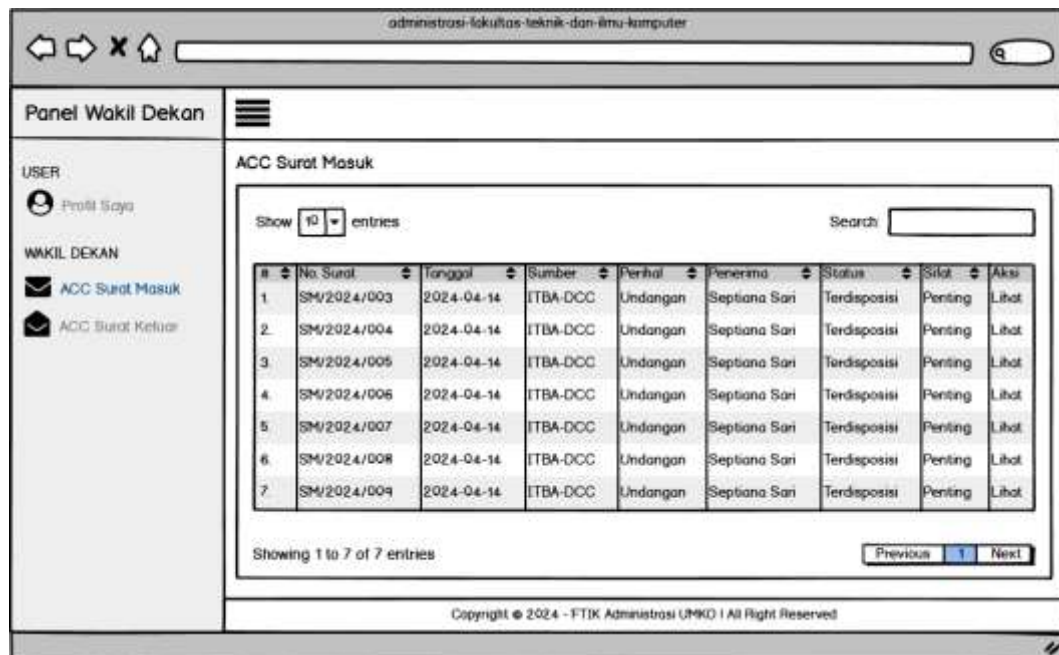 administrasi-fakultas-teknik-dan-ilmu-komputer
Panel Wakil Dekan
USER
Profil Saya
WAKIL DEKAN
ACC Surat Masuk
ACC Surat Keluar
ACC Surat Masuk
Show 10 entries
Search
# No. Surat Tanggal Sumber Perihal Penerima Status Sifat Aksi
1. SM/2024/003 2024-04-14 ITBA-DCC Undangan Septiana Sari Terdisposisi Penting Lihat
2. SM/2024/004 2024-04-14 ITBA-DCC Undangan Septiana Sari Terdisposisi Penting Lihat
3. SM/2024/005 2024-04-14 ITBA-DCC Undangan Septiana Sari Terdisposisi Penting Lihat
4. SM/2024/006 2024-04-14 ITBA-DCC Undangan Septiana Sari Terdisposisi Penting Lihat
5. SM/2024/007 2024-04-14 ITBA-DCC Undangan Septiana Sari Terdisposisi Penting Lihat
6. SM/2024/008 2024-04-14 ITBA-DCC Undangan Septiana Sari Terdisposisi Penting Lihat
7. SM/2024/009 2024-04-14 ITBA-DCC Undangan Septiana Sari Terdisposisi Penting Lihat
Showing 1 to 7 of 7 entries
Previous 1 Next
Copyright © 2024 - FTIK Administrasi UMKO | All Right Reserved